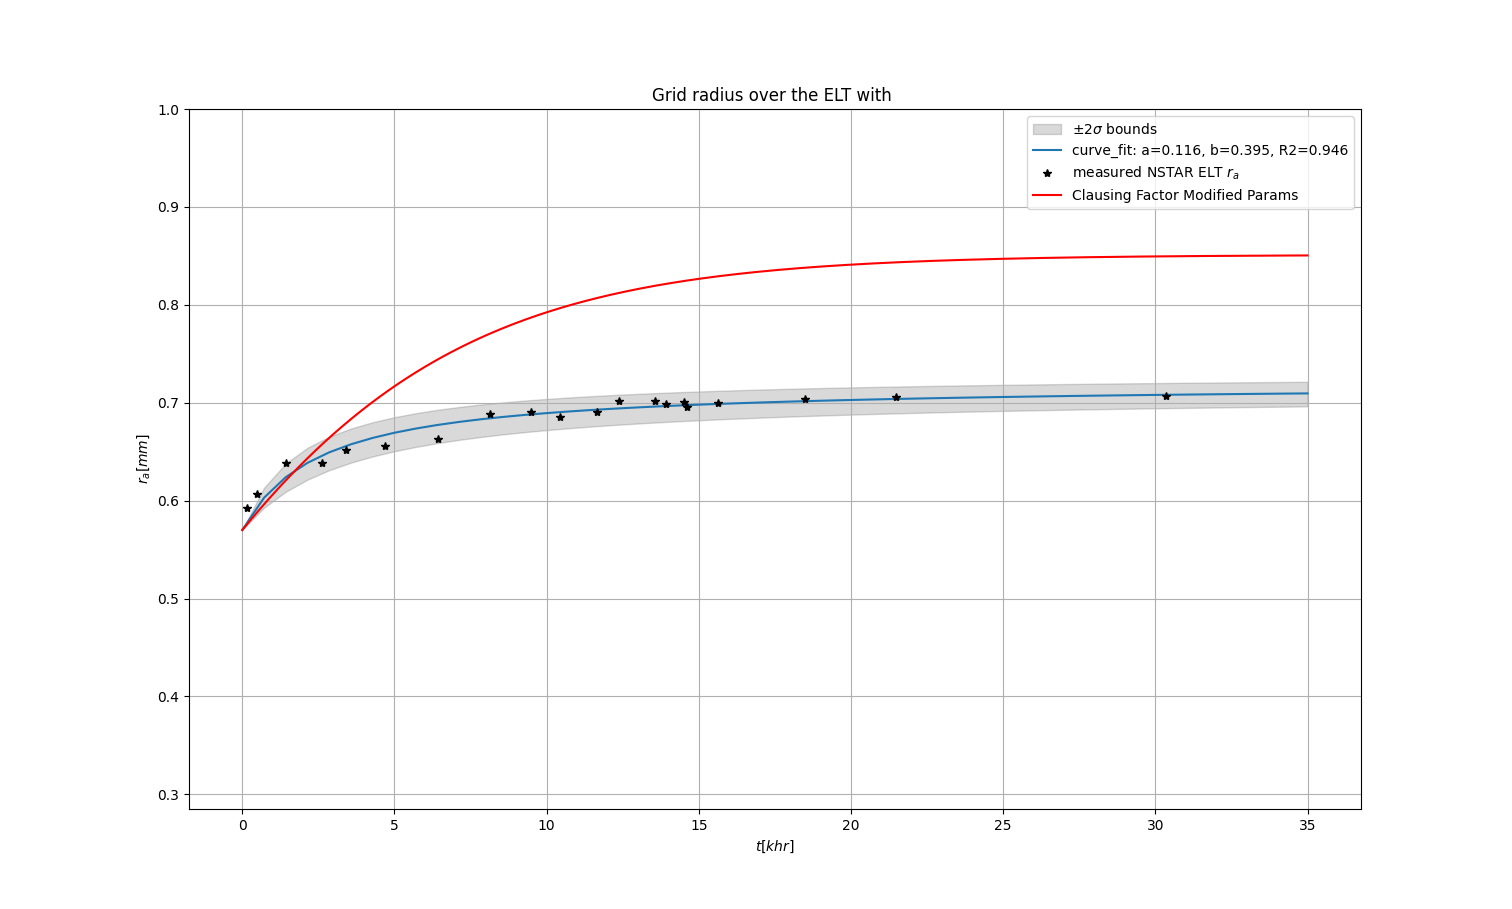 Grid radius over the ELT with
1.0
0.9
0.8
0.7
0.6
0.5
0.4
0.3
r_a[mm]
±2σ bounds
curve_fit: a=0.116, b=0.395, R2=0.946
measured NSTAR ELT r_a
Clausing Factor Modified Params
0 5 10 15 20 25 30 35
t[khr]